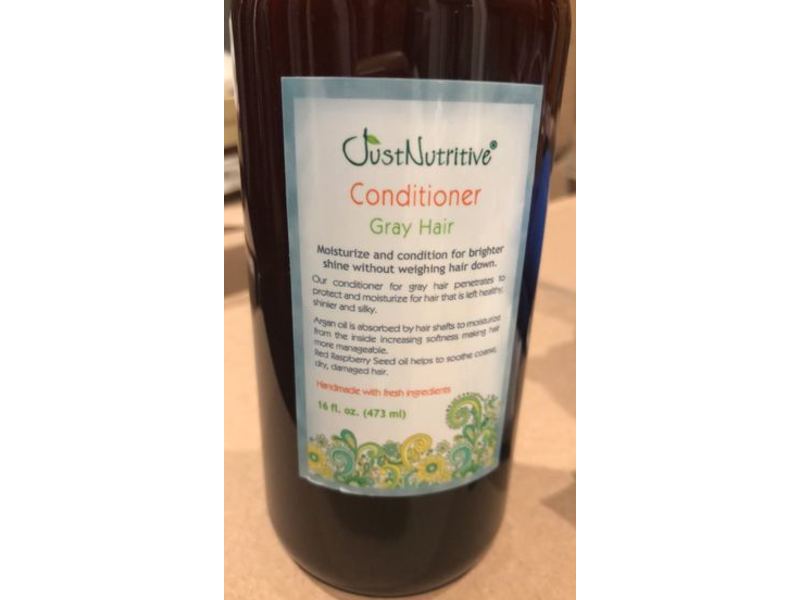 JustNutritive®
Conditioner
Gray Hair
Moisturize and condition for brighter
shine without weighing hair down.
Our conditioner for gray hair penetrates to
protect and moisturize for hair that is left healthy,
shinier and silky.
Argan oil is absorbed by hair shafts to moisturize
from the inside increasing softness making hair
more manageable.
Red Raspberry Seed oil helps to soothe coarse,
dry, damaged hair.
Handmade with fresh ingredients
16 fl. oz. (473 ml)